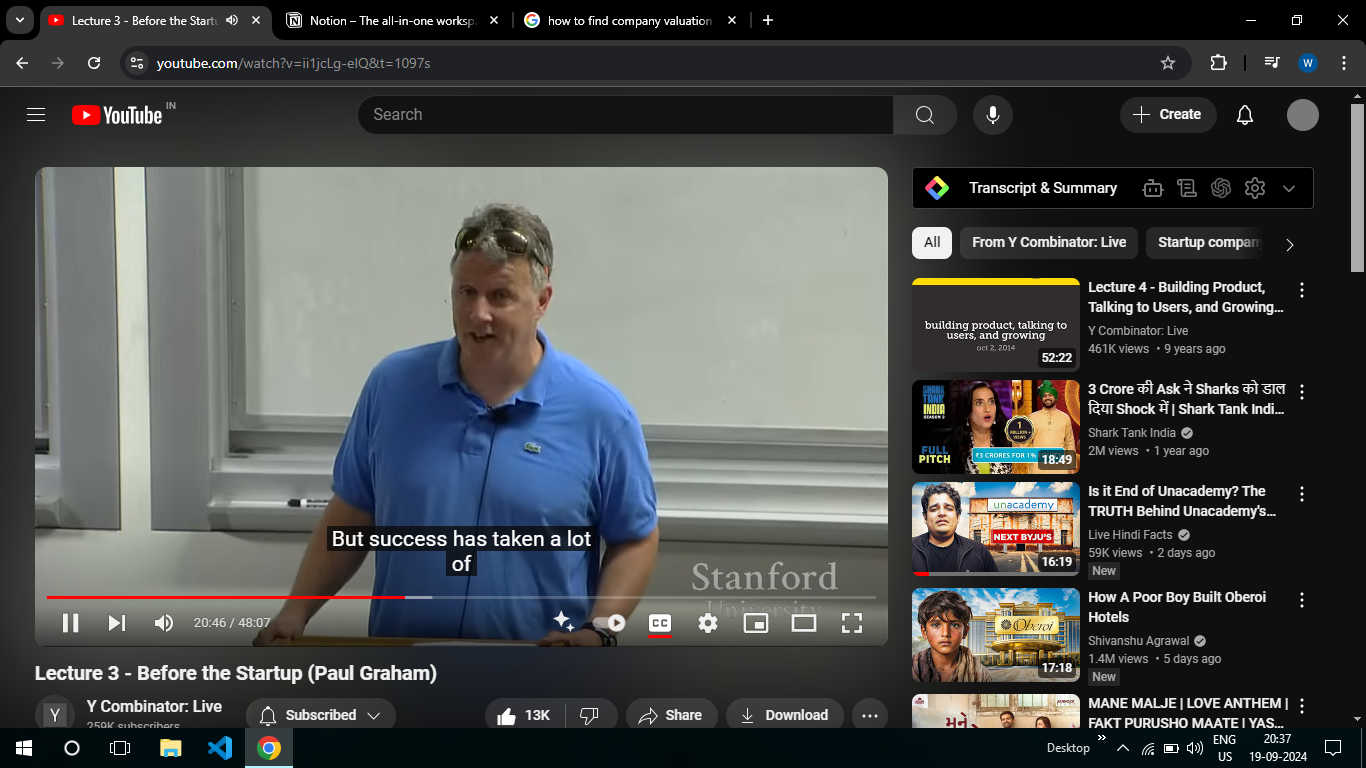 Lecture 3 - Before the Startu
Notion – The all-in-one workspa
how to find company valuation
youtube.com/watch?v=ii1jcLg-eIQ&t=1097s
W
YouTube IN
Search
Create
Transcript & Summary
All
From Y Combinator: Live
Startup compan
But success has taken a lot
of
Stanford
University
20:46 / 48:07
CC
Lecture 3 - Before the Startup (Paul Graham)
Y
Y Combinator: Live
259K subscribers
Subscribed
13K
Share
Download
building product, talking to
users, and growing
oct 2, 2014
52:22
Lecture 4 - Building Product,
Talking to Users, and Growing...
Y Combinator: Live
461K views • 9 years ago
SHARK
TANK
INDIA
SEASON 2
FULL
PITCH
1
MILLION+
VIEWS
₹3 CRORES FOR 1%
18:49
3 Crore की Ask ने Sharks को डाल
दिया Shock में | Shark Tank Indi...
Shark Tank India
2M views • 1 year ago
unacademy
NEXT BYJU'S
16:19
Is it End of Unacademy? The
TRUTH Behind Unacademy's...
Live Hindi Facts
59K views • 2 days ago
New
Oberoi
17:18
How A Poor Boy Built Oberoi
Hotels
Shivanshu Agrawal
1.4M views • 5 days ago
New
મને
MANE MALJE | LOVE ANTHEM |
FAKT PURUSHO MAATE | YAS...
Desktop
ENG
US
20:37
19-09-2024